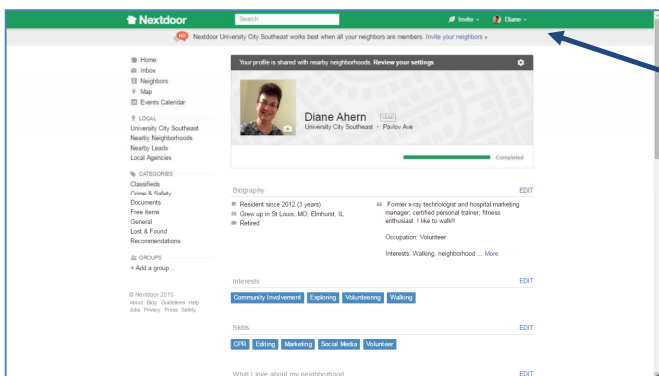 Nextdoor
Search
Invite
Diane
Nextdoor University City Southeast works best when all your neighbors are members. Invite your neighbors »
Home
Inbox
Neighbors
Map
Events Calendar
LOCAL
University City Southeast
Nearby Neighborhoods
Nearby Leads
Local Agencies
CATEGORIES
Classifieds
Crime & Safety
Documents
Free items
General
Lost & Found
Recommendations
GROUPS
+ Add a group...
© Nextdoor 2015
About Blog Guidelines Help
Jobs Privacy Press Safety
Your profile is shared with nearby neighborhoods. Review your settings
Diane Ahern
University City Southeast · Pavlov Ave
Completed
Biography EDIT
Resident since 2012 (3 years)
Grew up in St Louis, MO; Elmhurst, IL
Retired
Former x-ray technologist and hospital marketing
manager; certified personal trainer; fitness
enthusiast. I like to walk!!
Occupation: Volunteer
Interests: Walking, neighborhood ... More
Interests EDIT
Community Involvement Exploring Volunteering Walking
Skills EDIT
CPR Editing Marketing Social Media Volunteer
What I love about my neighborhood EDIT